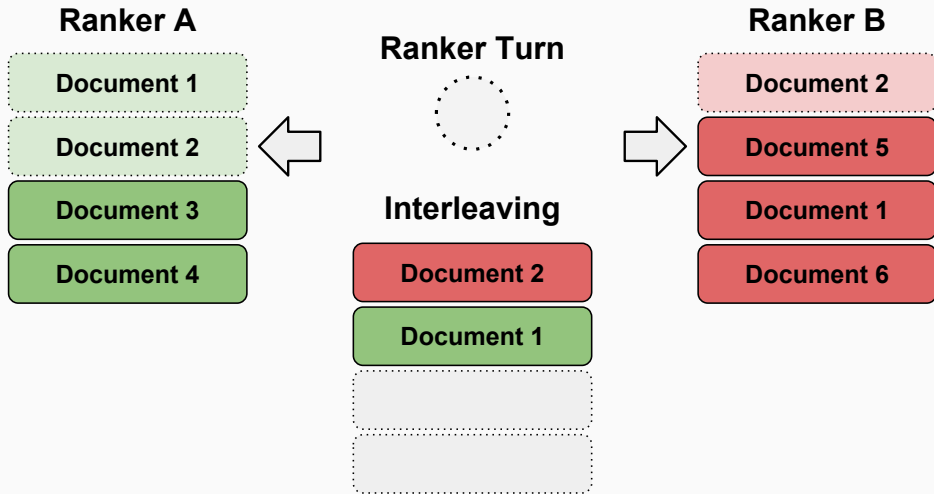 Ranker A
Document 1
Document 2
Document 3
Document 4
Ranker Turn
Interleaving
Document 2
Document 1
Ranker B
Document 2
Document 5
Document 1
Document 6